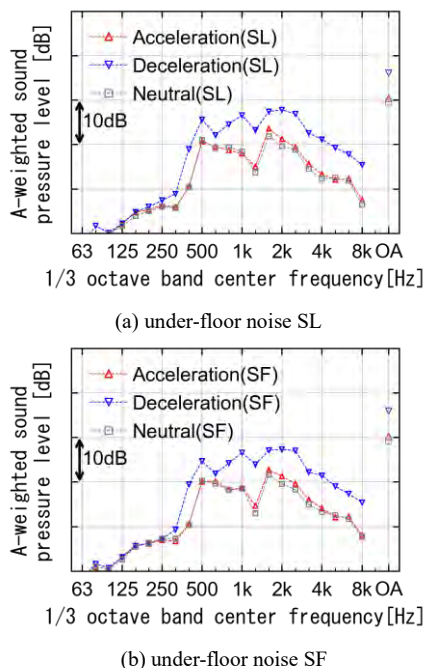 Acceleration(SL)
Deceleration(SL)
Neutral(SL)
10dB
A-weighted sound
pressure level [dB]
63 125 250 500 1k 2k 4k 8k OA
1/3 octave band center frequency[Hz]
(a) under-floor noise SL
Acceleration(SF)
Deceleration(SF)
Neutral(SF)
10dB
A-weighted sound
pressure level [dB]
63 125 250 500 1k 2k 4k 8k OA
1/3 octave band center frequency[Hz]
(b) under-floor noise SF